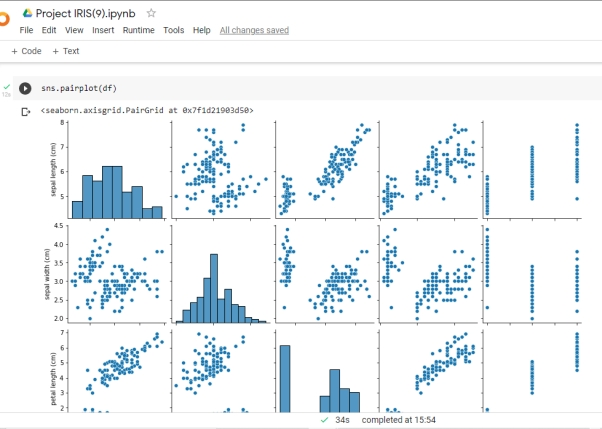 Project IRIS(9).ipynb
File Edit View Insert Runtime Tools Help All changes saved
+ Code + Text
sns.pairplot(df)
12s
<seaborn.axisgrid.PairGrid at 0x7f1d21903d50>
8
7
6
5
sepal length (cm)
4.5
4.0
3.5
3.0
2.5
2.0
sepal width (cm)
7
6
5
4
3
2
petal length (cm)
34s completed at 15:54